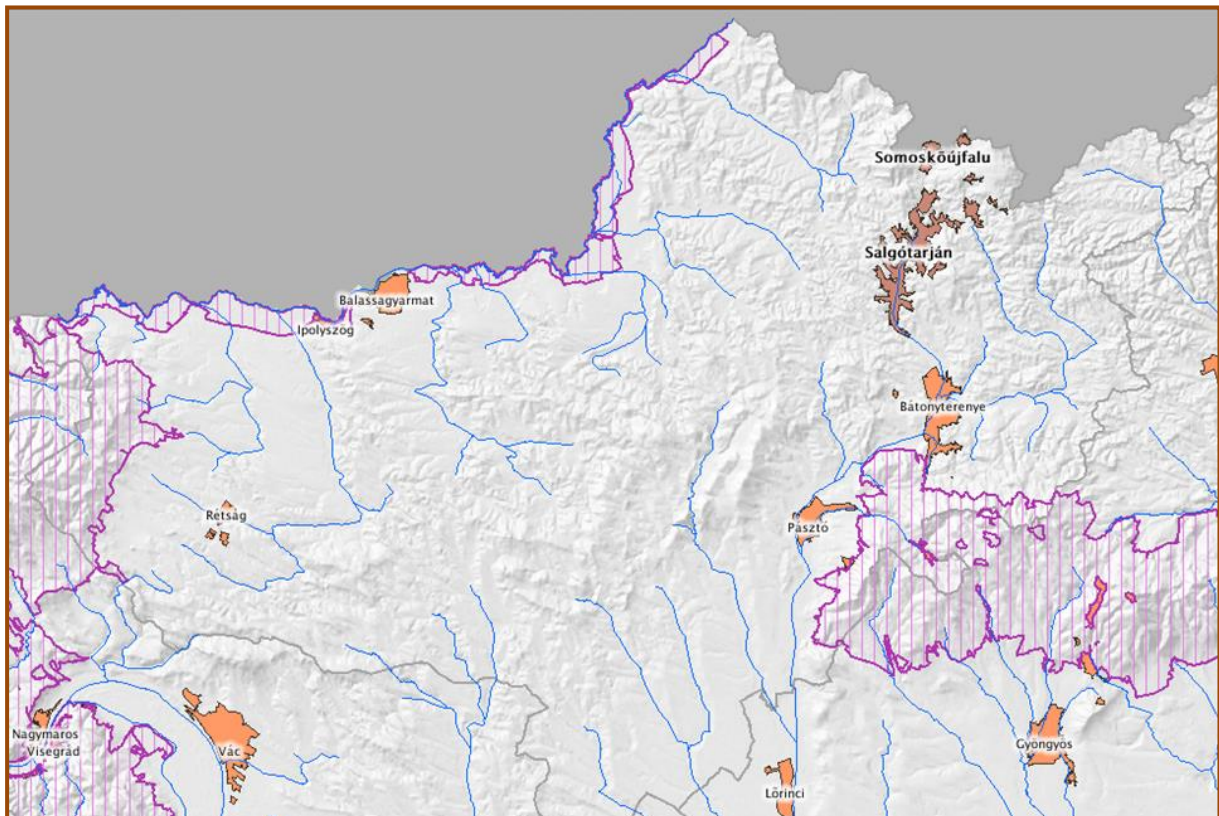 Somoskőújfalu
Salgótarján
Balassagyarmat
Ipolyszög
Bátonyterenye
Rétság
Pásztó
Nagymaros
Visegrád
Vác
Gyöngyös
Lőrinci